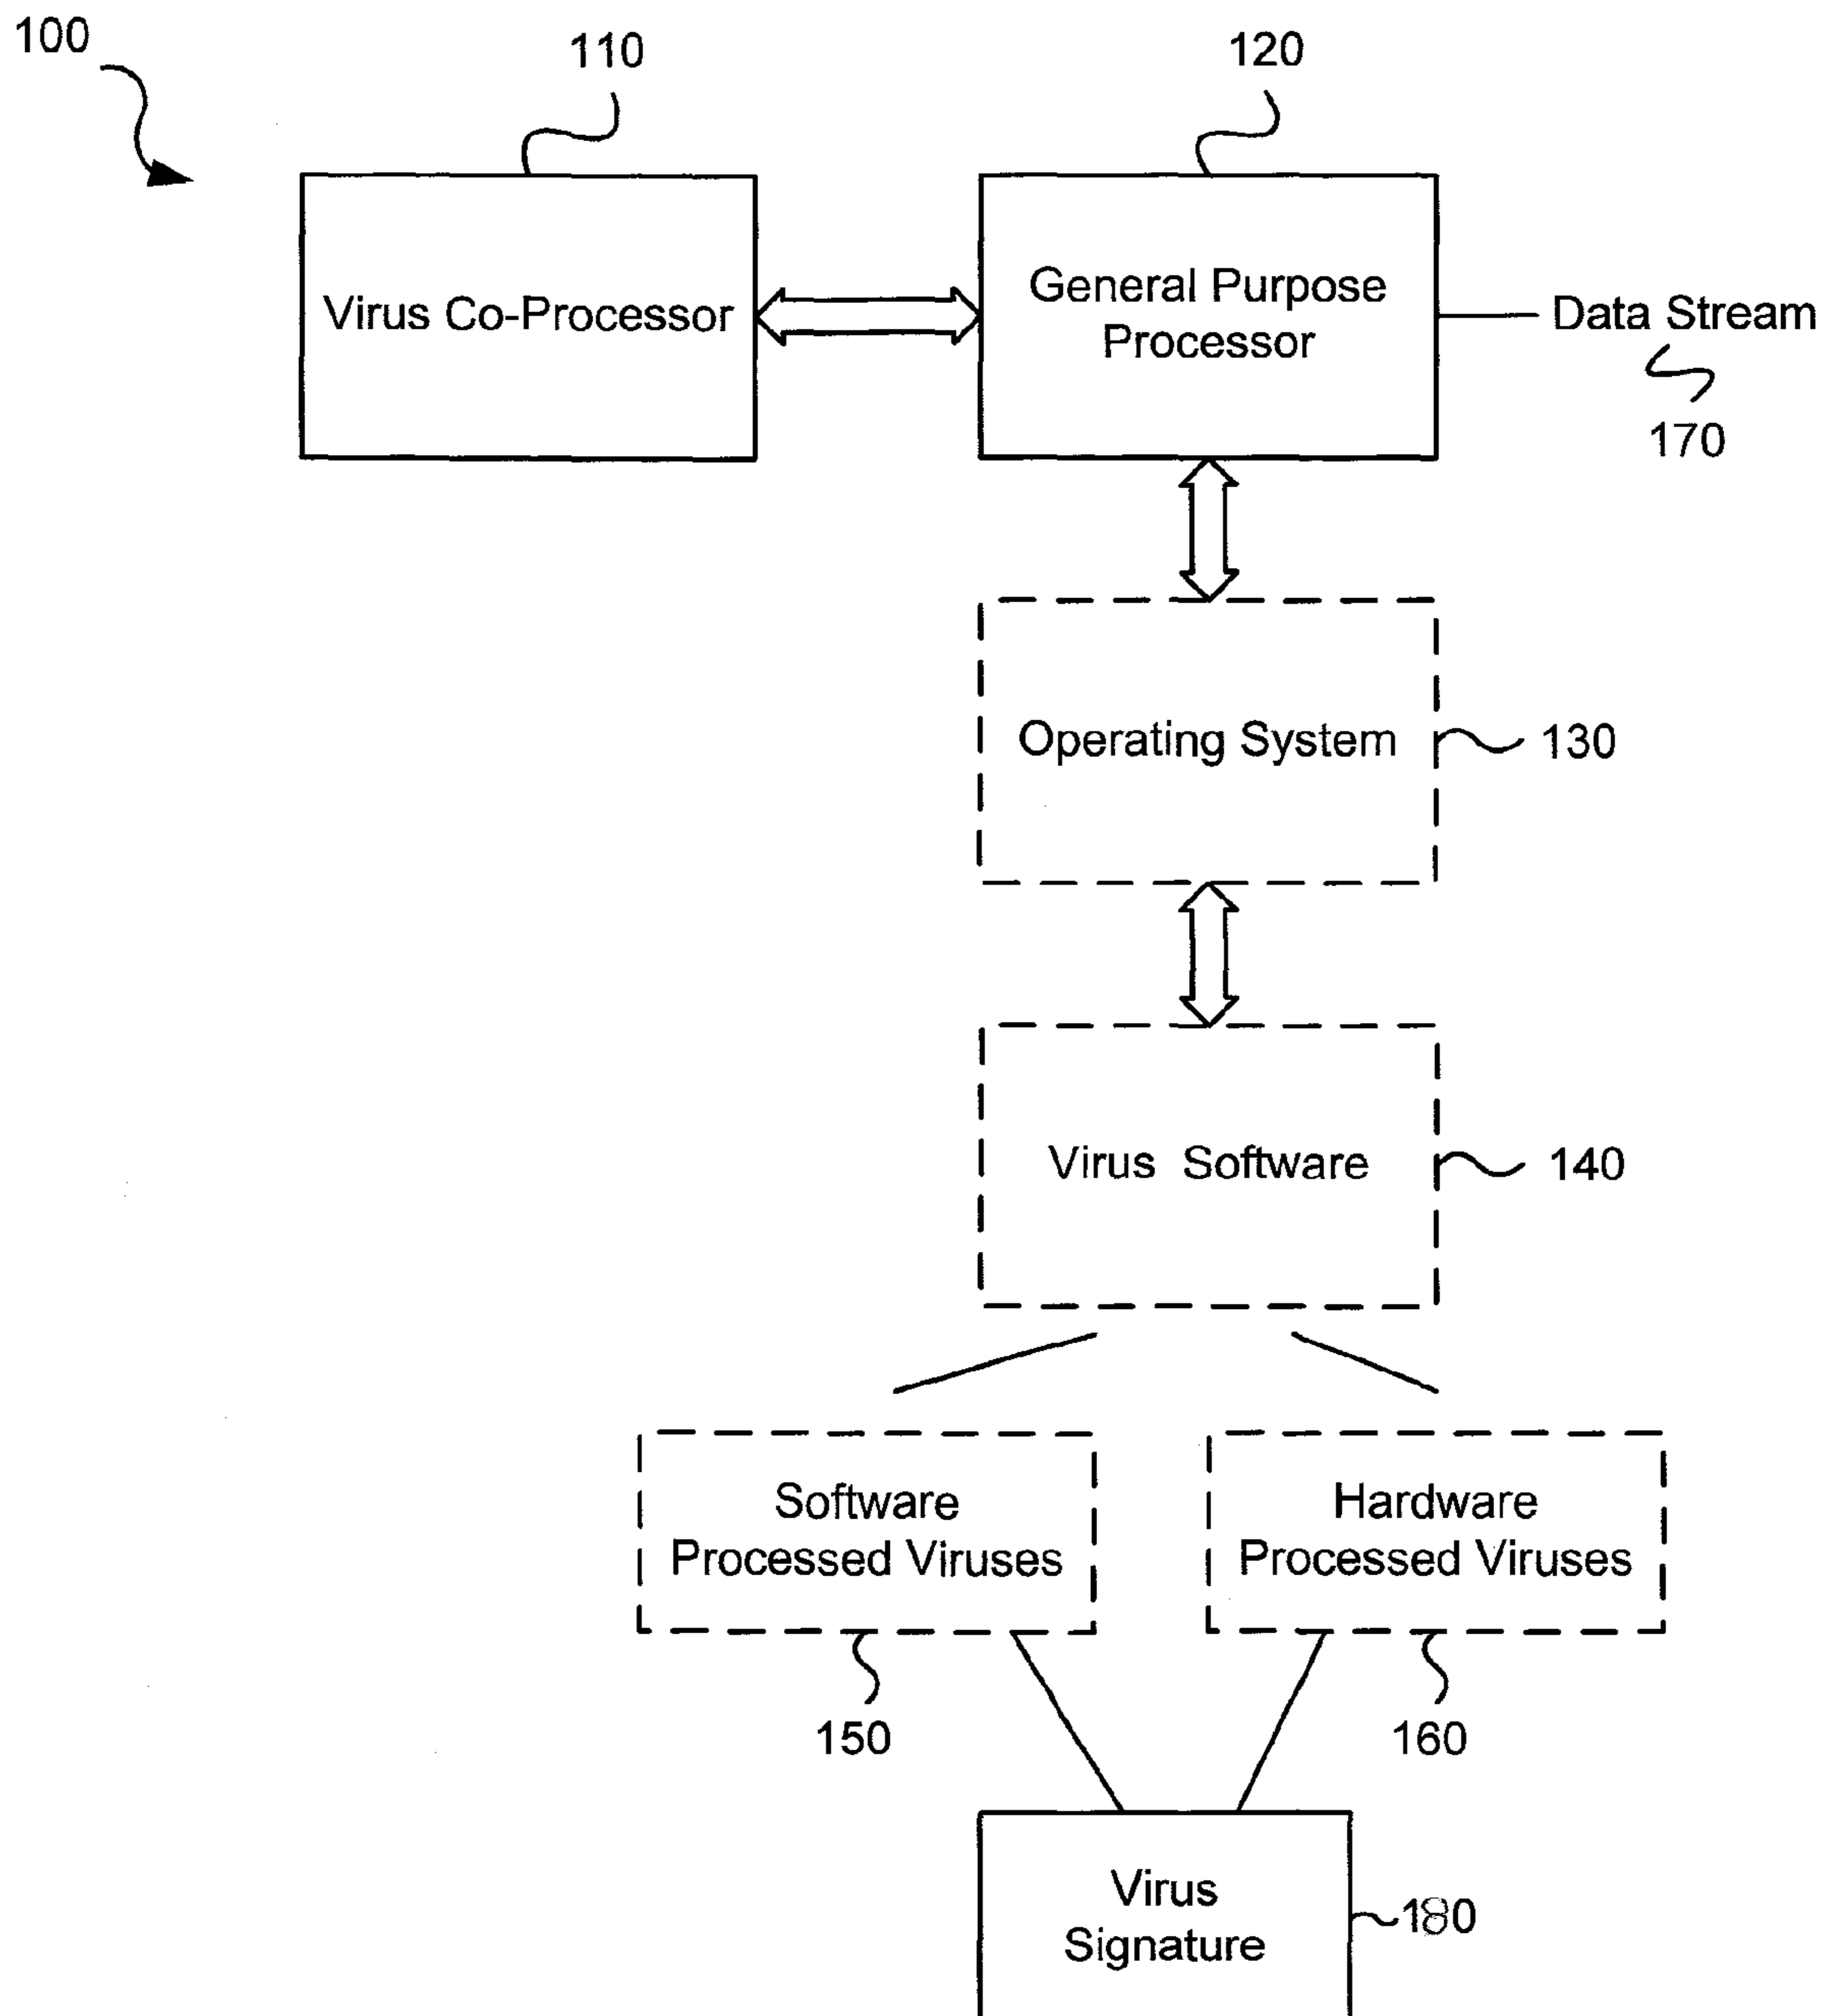 100
110
120
Virus Co-Processor
General Purpose
Processor
Data Stream
170
Operating System
130
Virus Software
140
Software
Processed Viruses
Hardware
Processed Viruses
150
160
Virus
Signature
180